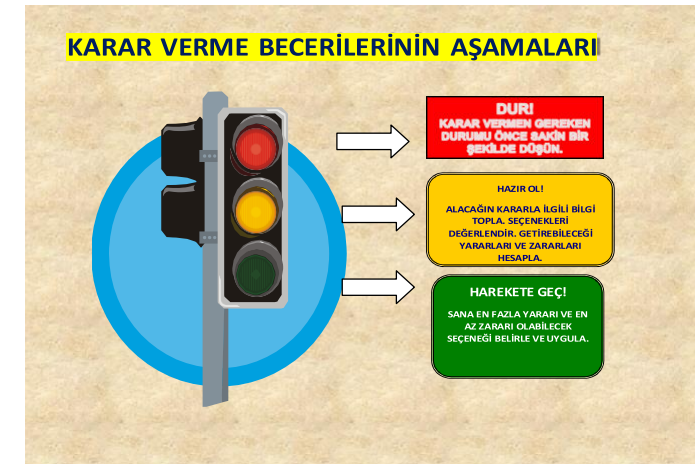 KARAR VERME BECERİLERİNİN AŞAMALARI
DUR!
KARAR VERMEN GEREKEN
DURUMU ÖNCE SAKİN BİR
ŞEKİLDE DÜŞÜN.
HAZIR OL!
ALACAĞIN KARARLA İLGİLİ BİLGİ
TOPLA. SEÇENEKLERİ
DEĞERLENDİR. GETİREBİLECEĞİ
YARARLARI VE ZARARLARI
HESAPLA.
HAREKETE GEÇ!
SANA EN FAZLA YARARI VE EN
AZ ZARARI OLABİLECEK
SEÇENEĞİ BELİRLE VE UYGULA.